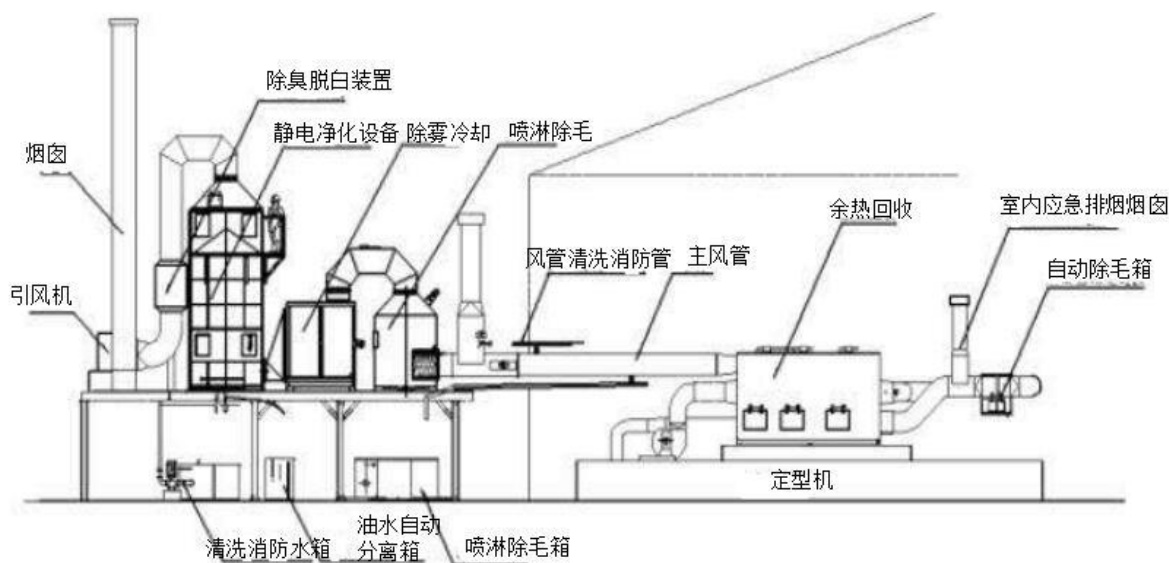 除臭脱白装置
静电净化设备
除雾冷却
喷淋除毛
烟囱
余热回收
室内应急排烟烟囱
风管清洗消防管
主风管
自动除毛箱
引风机
定型机
清洗消防水箱
油水自动
分离箱
喷淋除毛箱